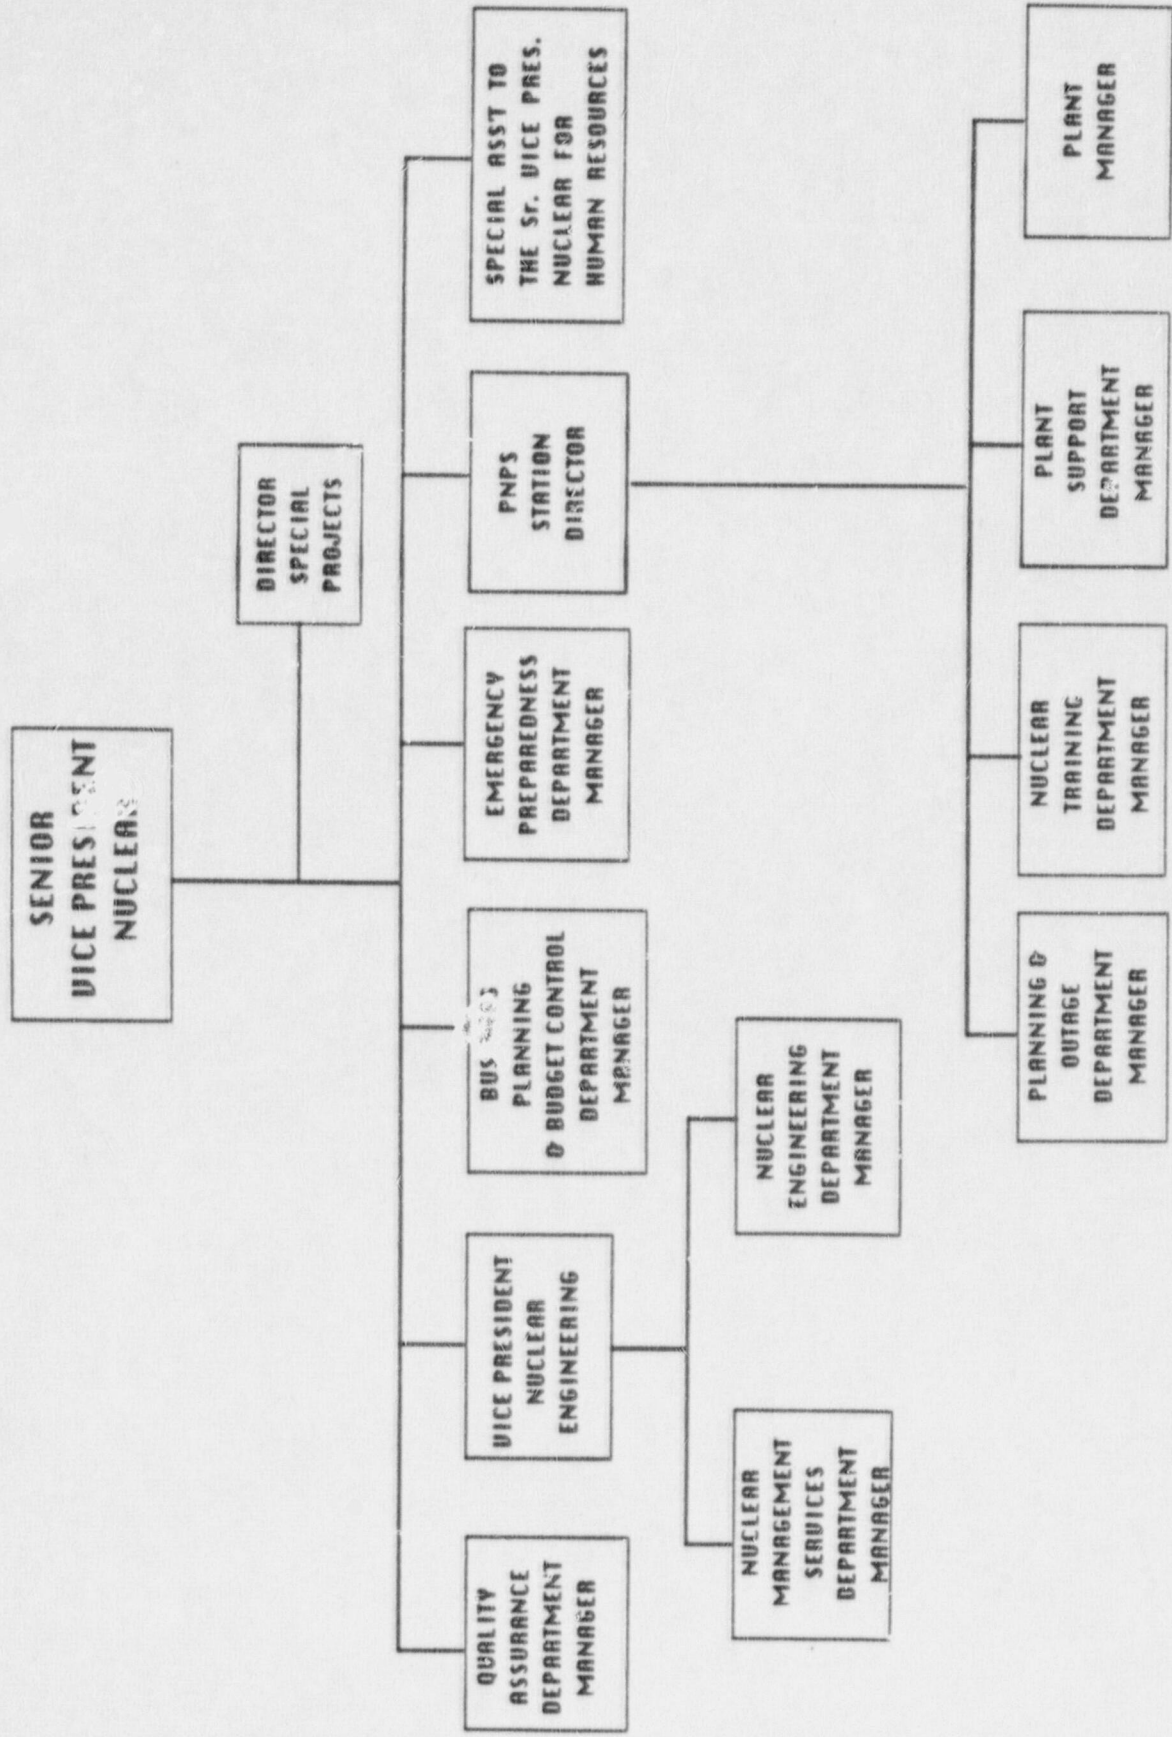 SENIOR
VICE PRESIDENT
NUCLEAR
DIRECTOR
SPECIAL
PROJECTS
QUALITY
ASSURANCE
DEPARTMENT
MANAGER
VICE PRESIDENT
NUCLEAR
ENGINEERING
BUS
PLANNING
& BUDGET CONTROL
DEPARTMENT
MANAGER
EMERGENCY
PREPAREDNESS
DEPARTMENT
MANAGER
PNPS
STATION
DIRECTOR
SPECIAL ASST TO
THE Sr. VICE PRES.
NUCLEAR FOR
HUMAN RESOURCES
NUCLEAR
MANAGEMENT
SERVICES
DEPARTMENT
MANAGER
NUCLEAR
ENGINEERING
DEPARTMENT
MANAGER
PLANNING &
OUTAGE
DEPARTMENT
MANAGER
NUCLEAR
TRAINING
DEPARTMENT
MANAGER
PLANT
SUPPORT
DEPARTMENT
MANAGER
PLANT
MANAGER